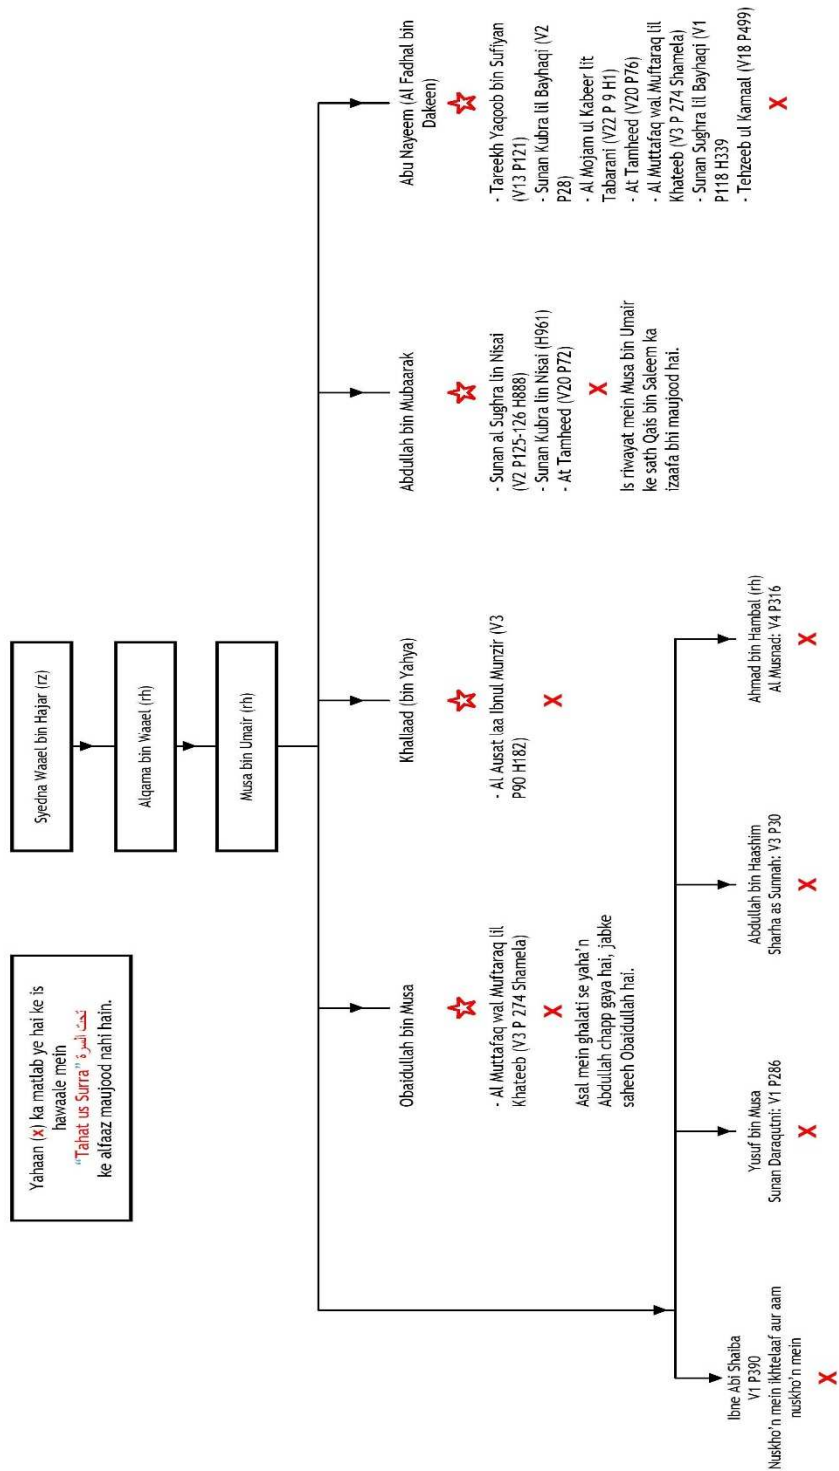 Yahaan (x) ka matlab ye hai ke is
hawaale mein
“Tahat us Surra” تحت السرة
ke alfaaz maujood nahi hain.
Syedna Waael bin Hajar (rz)
Alqama bin Waael (rh)
Musa bin Umair (rh)
Obaidullah bin Musa
- Al Muttafaq wal Muftaraq lil
Khateeb (V3 P 274 Shamela)
X
Asal mein ghalati se yaha'n
Abdullah chapp gaya hai, jabke
saheeh Obaidullah hai.
Khallaad (bin Yahya)
- Al Ausat laa Ibnul Munzir (V3
P90 H182)
X
Abdullah bin Mubaarak
- Sunan al Sughra lin Nisai
(V2 P125-126 H888)
- Sunan Kubra lin Nisai (H961)
- At Tamheed (V20 P72)
X
Is riwayat mein Musa bin Umair
ke sath Qais bin Saleem ka
izaafa bhi maujood hai.
Abu Nayeem (Al Fadhal bin
Dakeen)
- Tareekh Yaqoob bin Sufiyan
(V13 P121)
- Sunan Kubra lil Bayhaqi (V2
P28)
- Al Mojam ul Kabeer lit
Tabarani (V22 P 9 H1)
- At Tamheed (V20 P76)
- Al Muttafaq wal Muftaraq lil
Khateeb (V3 P 274 Shamela)
- Sunan Sughra lil Bayhaqi (V1
P118 H339
- Tehzeeb ul Kamaal (V18 P499)
X
Ibne Abi Shaiba
V1 P390
Nuskho'n mein ikhtelaaf aur aam
nuskho'n mein
X
Yusuf bin Musa
Sunan Daraqutni: V1 P286
X
Abdullah bin Haashim
Sharha as Sunnah: V3 P30
X
Ahmad bin Hambal (rh)
Al Musnad: V4 P316
X